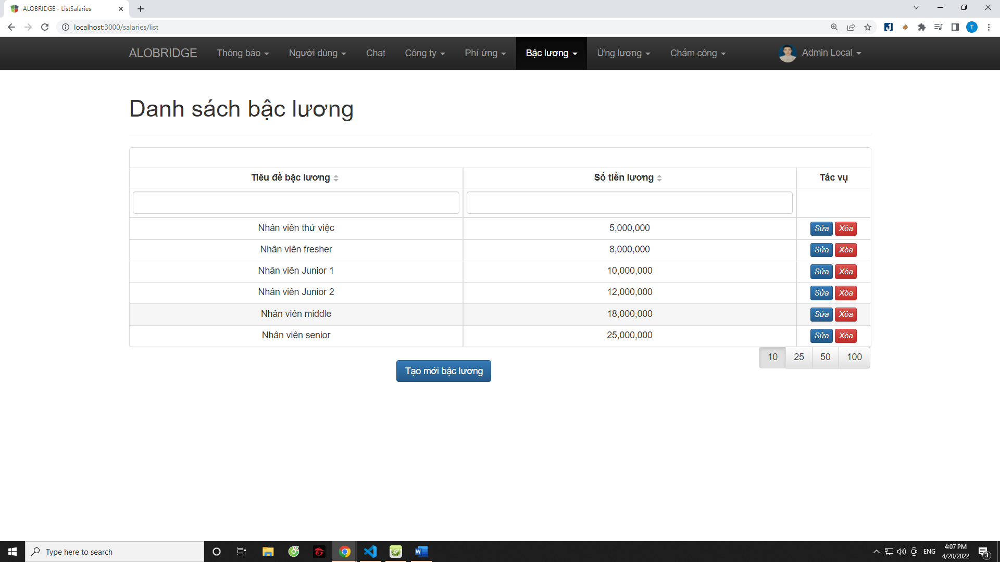 ALOBRIDGE - ListSalaries
localhost:3000/salaries/list
T
ALOBRIDGE Thông báo Người dùng Chat Công ty Phí ứng Bậc lương Ứng lương Chấm công Admin Local
Danh sách bậc lương
Tiêu đề bậc lương Số tiền lương Tác vụ
Nhân viên thử việc 5,000,000 Sửa Xóa
Nhân viên fresher 8,000,000 Sửa Xóa
Nhân viên Junior 1 10,000,000 Sửa Xóa
Nhân viên Junior 2 12,000,000 Sửa Xóa
Nhân viên middle 18,000,000 Sửa Xóa
Nhân viên senior 25,000,000 Sửa Xóa
10 25 50 100
Tạo mới bậc lương
Type here to search
ENG
4:07 PM
4/20/2022
3